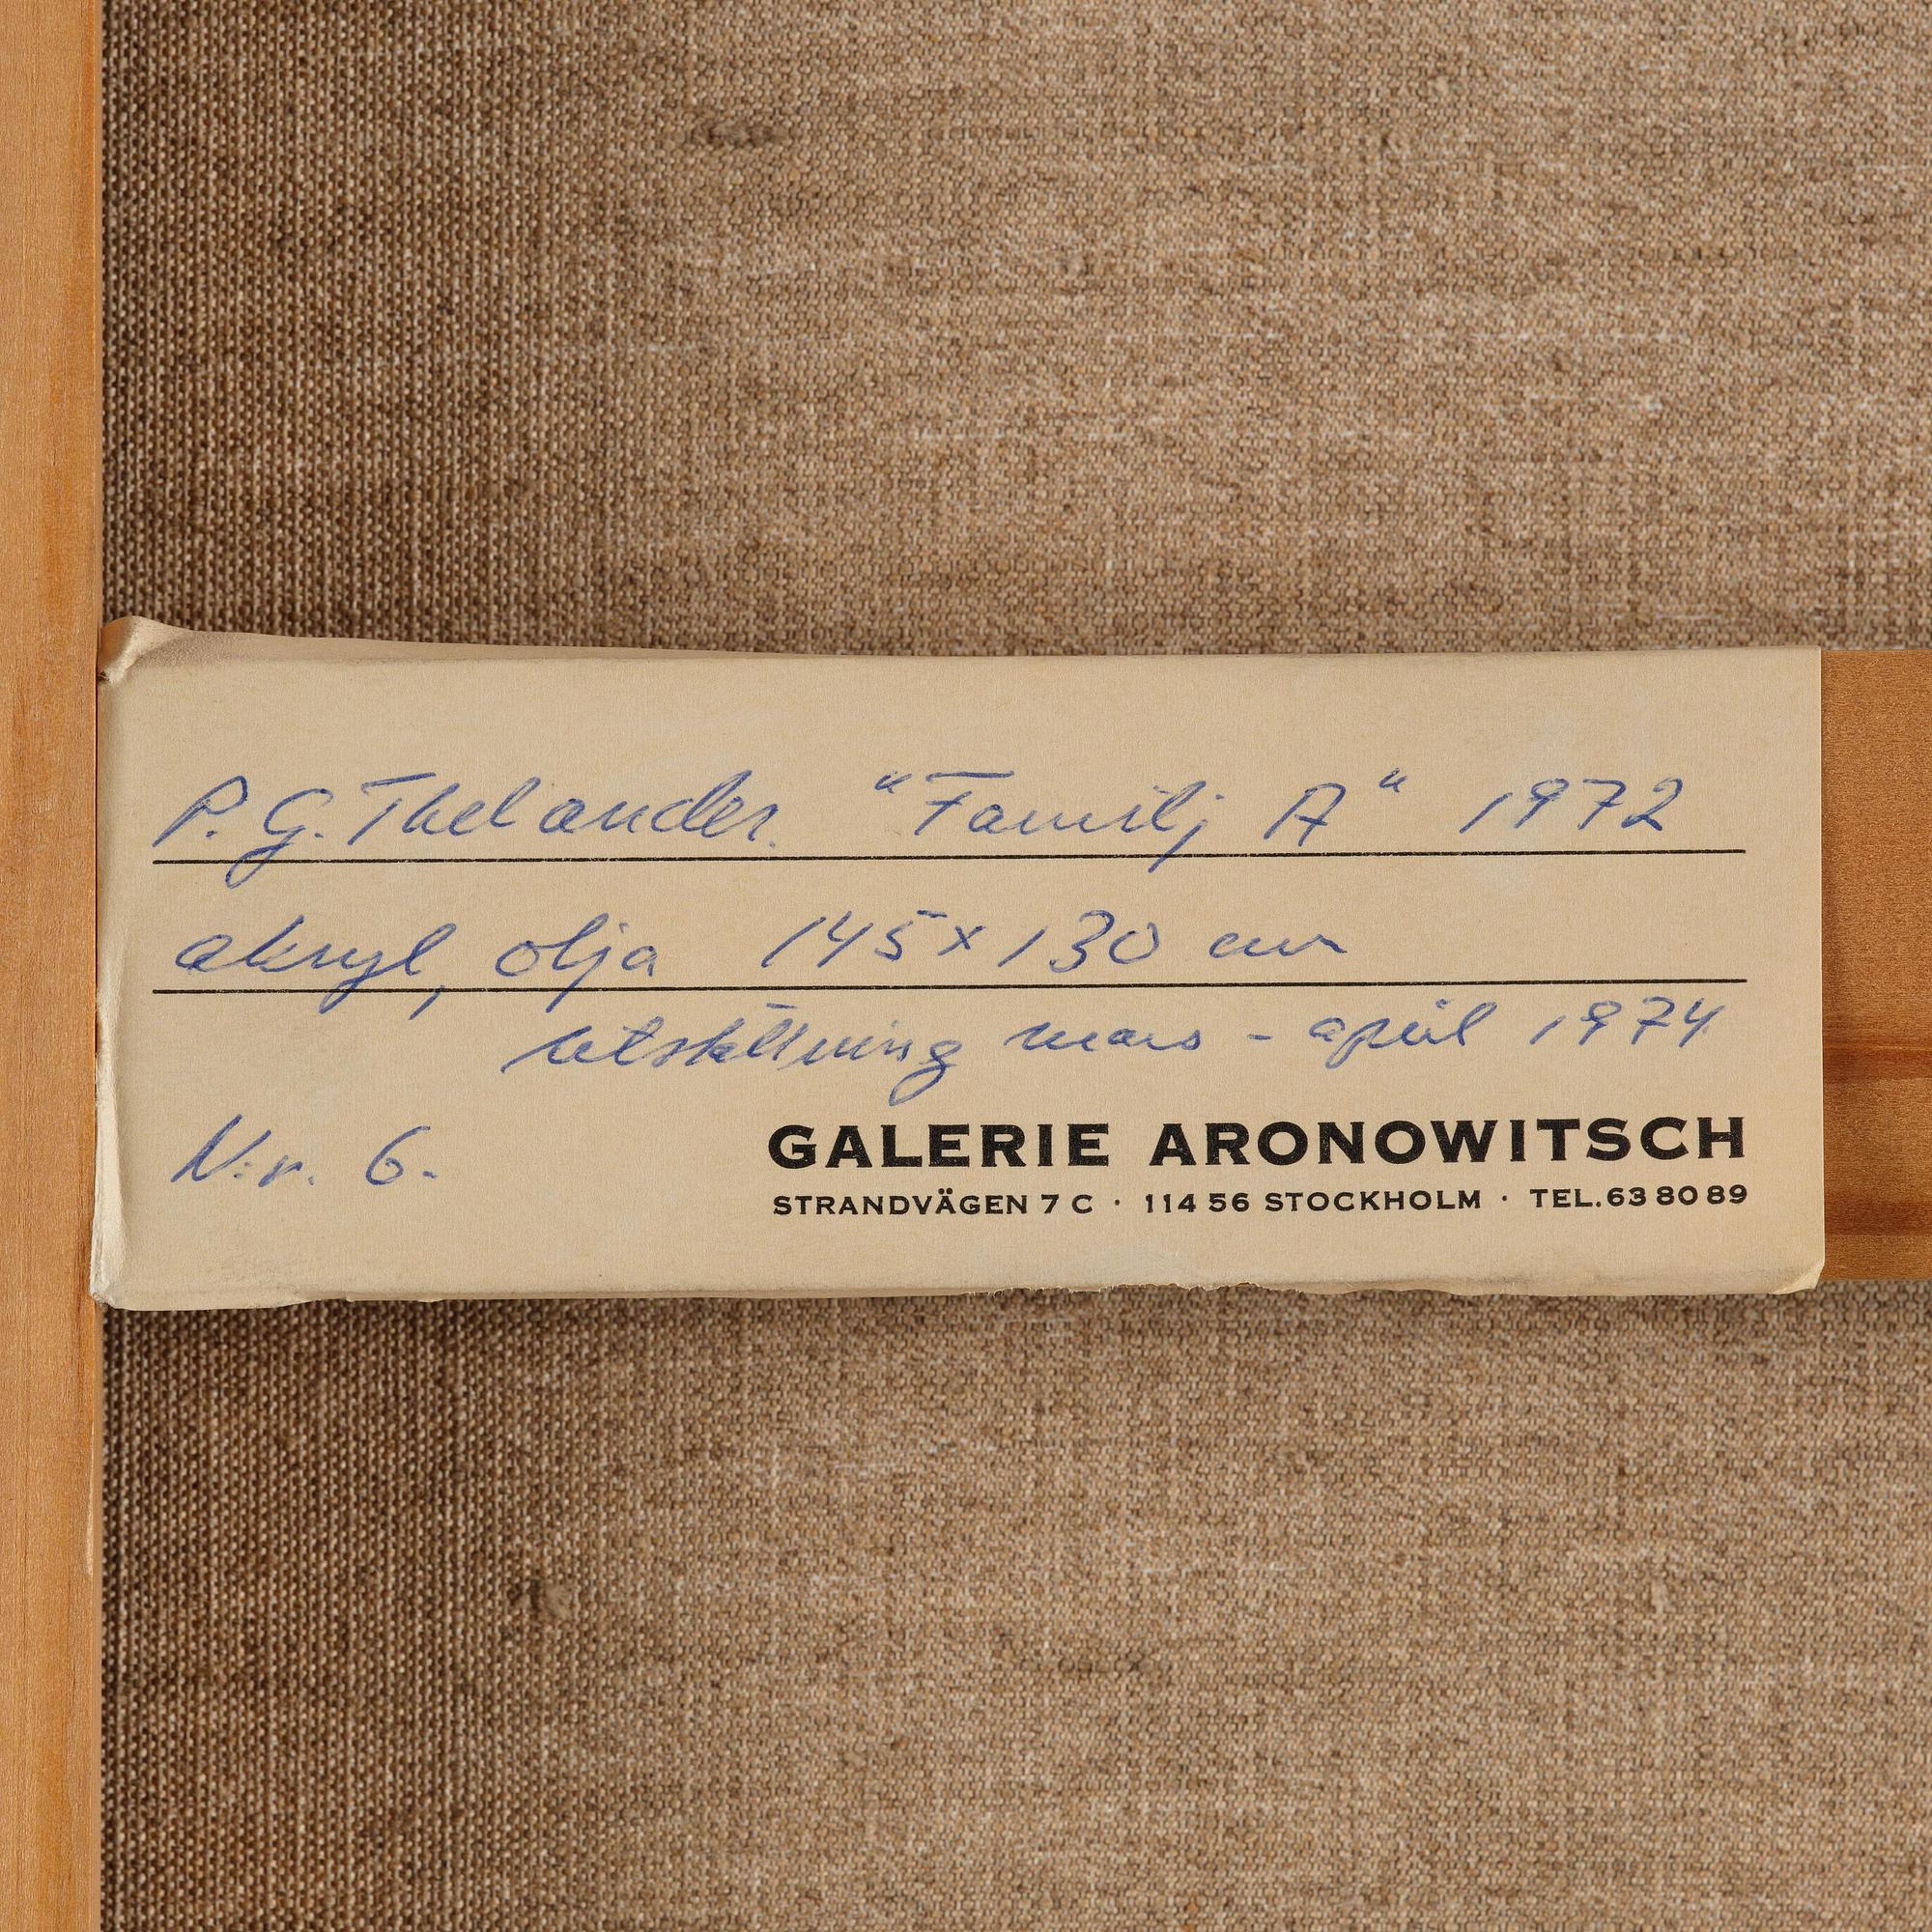 P. G. Thelander. "Familj A" 1972
akryl, olja 145 x 130 cm
utställning mars - april 1974
N:r. 6.
GALERIE ARONOWITSCH
STRANDVÄGEN 7 C · 114 56 STOCKHOLM · TEL. 63 80 89